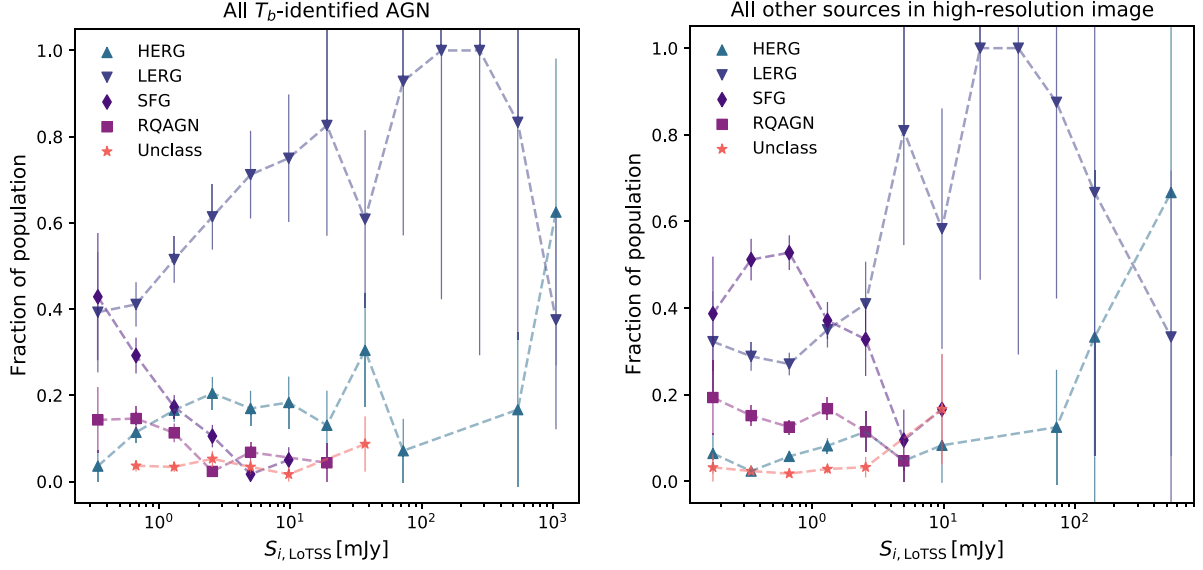 All T_b-identified AGN
HERG
LERG
SFG
RQAGN
Unclass
Fraction of population
1.0
0.8
0.6
0.4
0.2
0.0
10^0
10^1
10^2
10^3
S_{i, LoTSS} [mJy]
All other sources in high-resolution image
HERG
LERG
SFG
RQAGN
Unclass
Fraction of population
1.0
0.8
0.6
0.4
0.2
0.0
10^0
10^1
10^2
S_{i, LoTSS} [mJy]